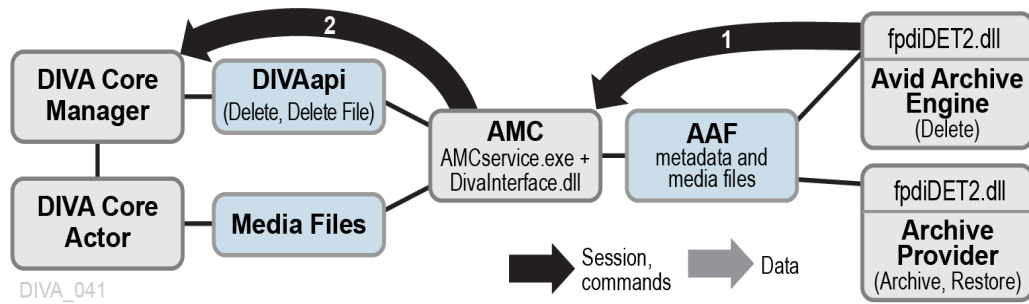 2
1
DIVA Core
Manager
DIVAapi
(Delete, Delete File)
AMC
AMCservice.exe +
DivaInterface.dll
AAF
metadata and
media files
fpdiDET2.dll
Avid Archive
Engine
(Delete)
DIVA Core
Actor
Media Files
fpdiDET2.dll
Archive
Provider
(Archive, Restore)
Session,
commands
Data
DIVA_041